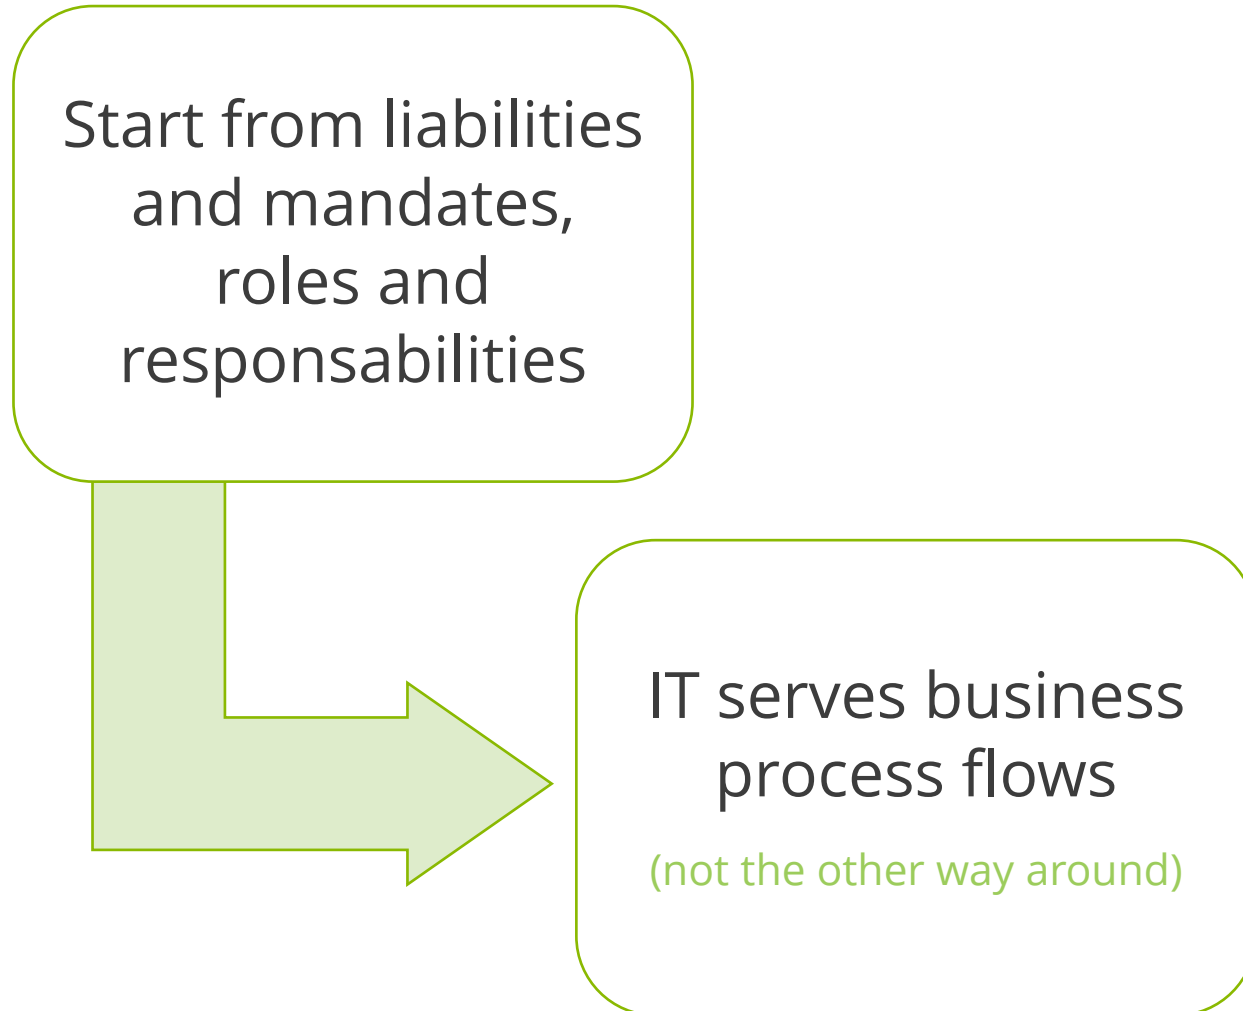 Start from liabilities
and mandates,
roles and
responsabilities
IT serves business
process flows
(not the other way around)